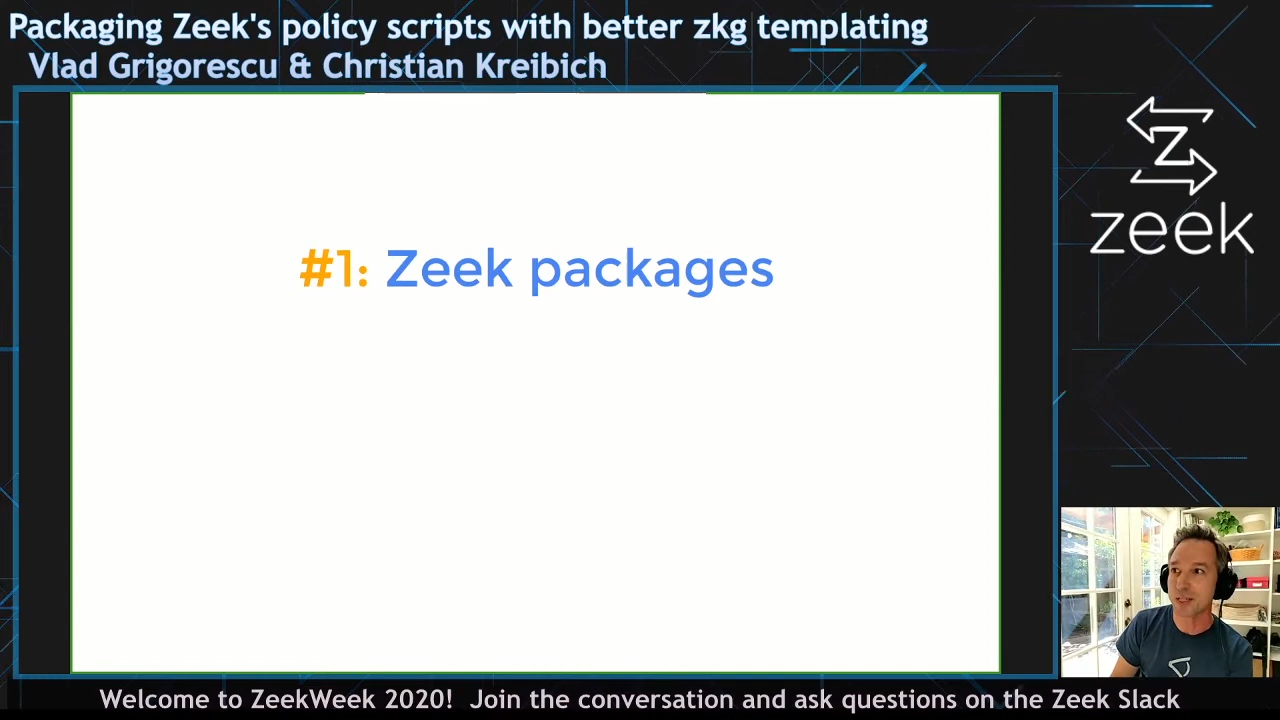 Packaging Zeek's policy scripts with better zkg templating
Vlad Grigorescu & Christian Kreibich
zeek
#1: Zeek packages
Welcome to ZeekWeek 2020! Join the conversation and ask questions on the Zeek Slack